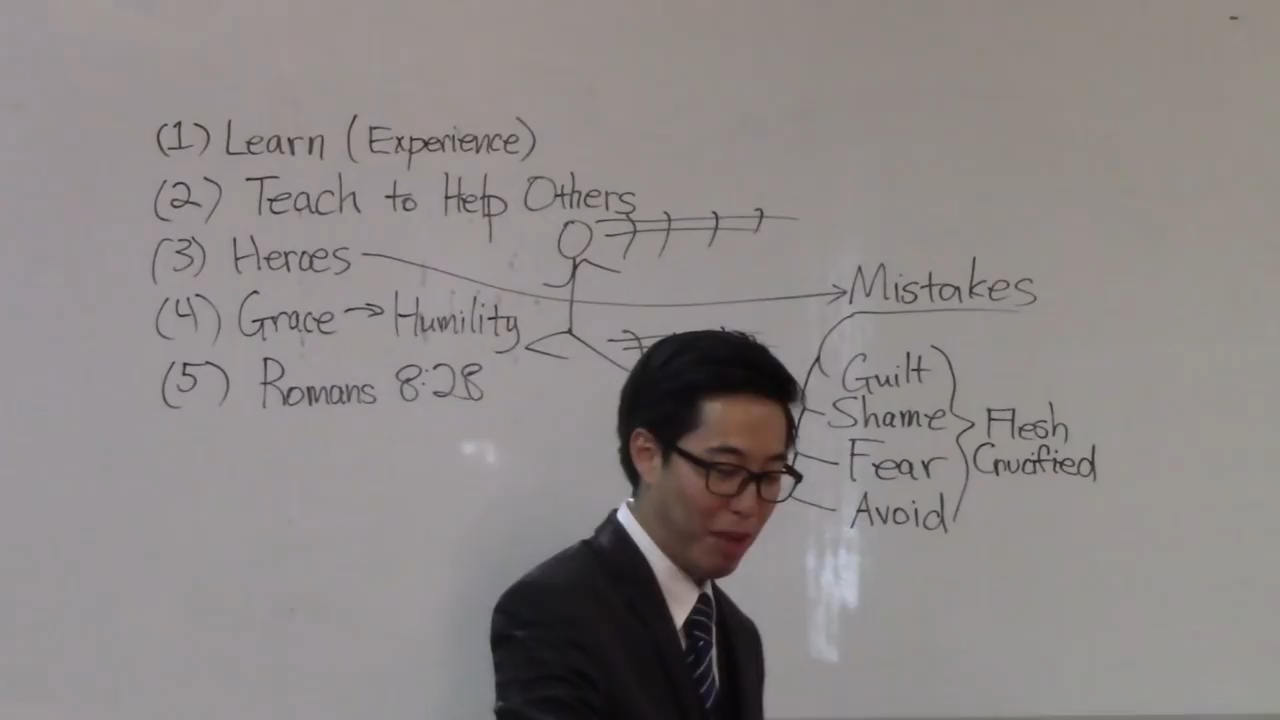 (1) Learn (Experience)
(2) Teach to Help Others
(3) Heroes
(4) Grace → Humility
(5) Romans 8:28
Mistakes
Guilt
Shame
Fear
Avoid
Flesh
Crucified